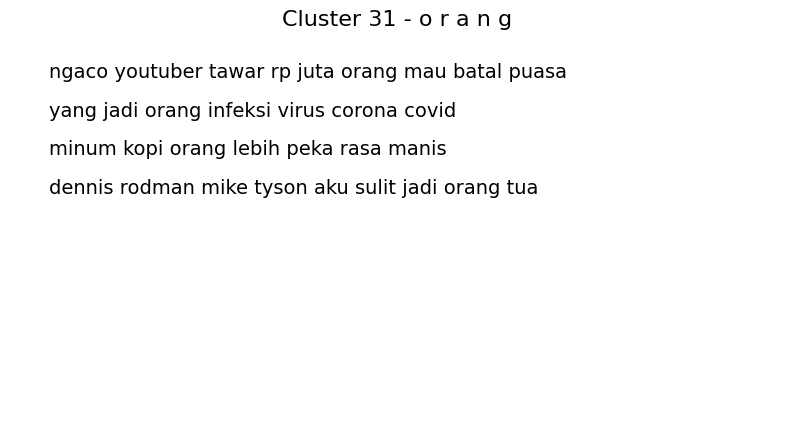 Cluster 31 - o r a n g
ngaco youtuber tawar rp juta orang mau batal puasa
yang jadi orang infeksi virus corona covid
minum kopi orang lebih peka rasa manis
dennis rodman mike tyson aku sulit jadi orang tua